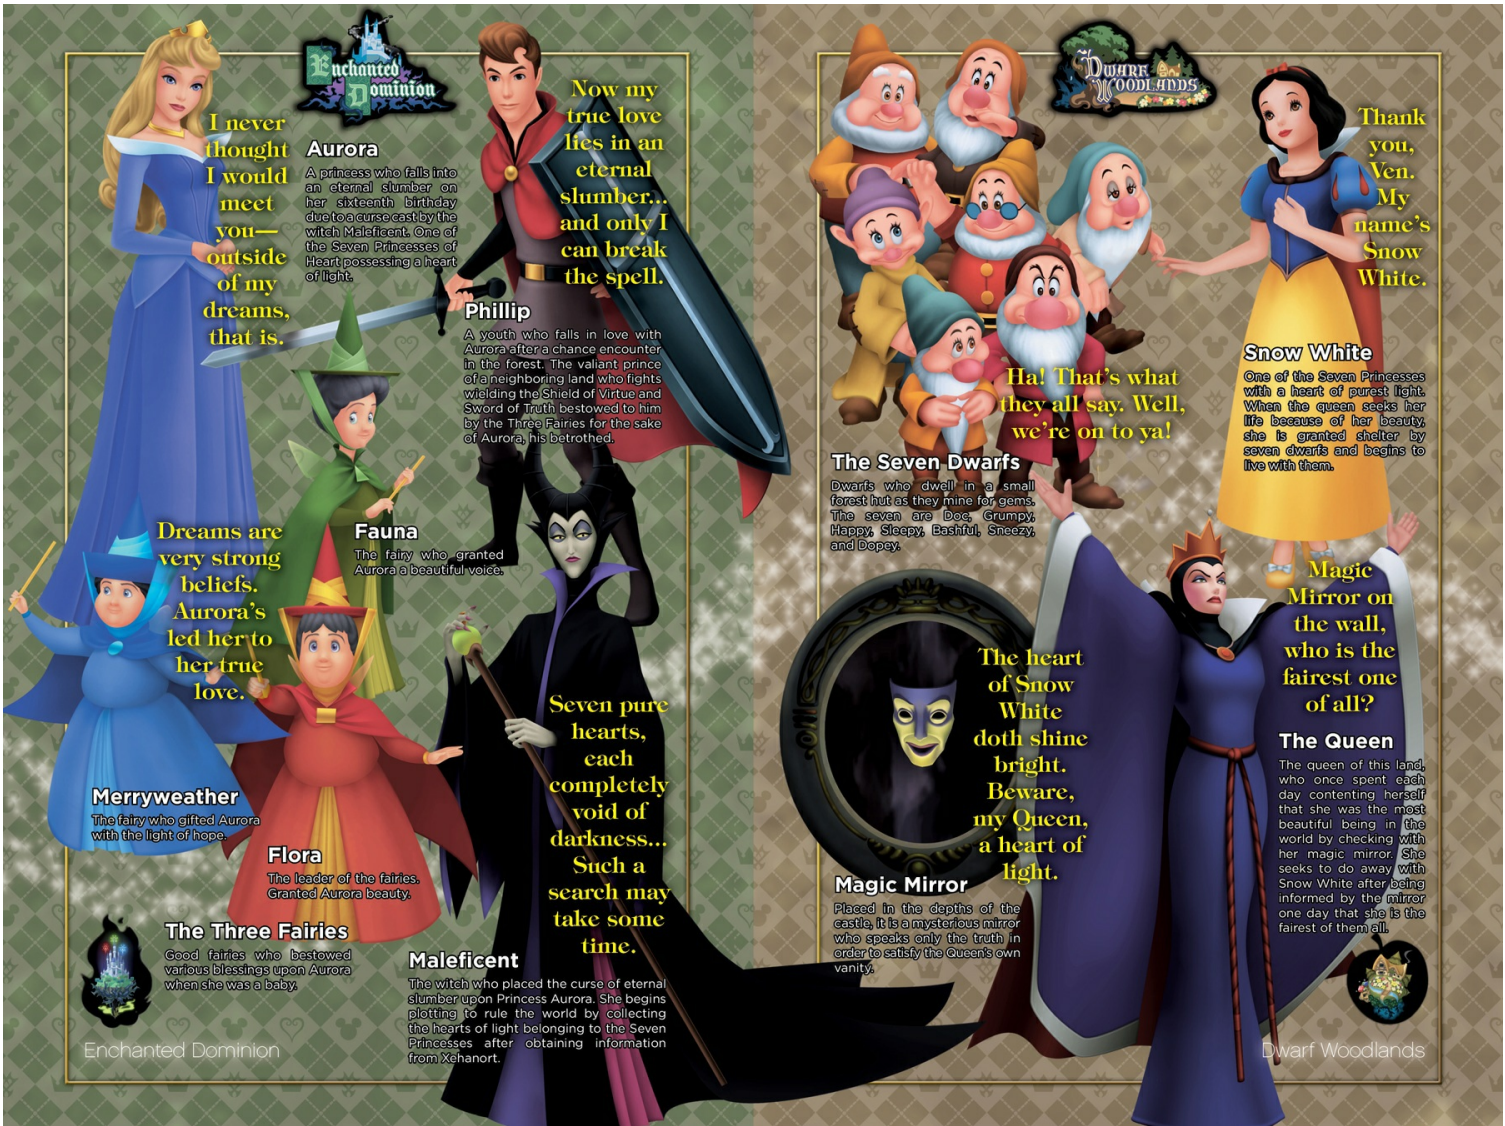 Enchanted
Dominion
I never
thought
I would
meet
you—
outside
of my
dreams,
that is.
Aurora
A princess who falls into
an eternal slumber on
her sixteenth birthday
due to a curse cast by the
witch Maleficent. One of
the Seven Princesses of
Heart possessing a heart
of light.
Now my
true love
lies in an
eternal
slumber...
and only I
can break
the spell.
Phillip
A youth who falls in love with
Aurora after a chance encounter
in the forest. The valiant prince
of a neighboring land who fights
wielding the Shield of Virtue and
Sword of Truth bestowed to him
by the Three Fairies for the sake
of Aurora, his betrothed.
Fauna
The fairy who granted
Aurora a beautiful voice.
Dreams are
very strong
beliefs.
Aurora's
led her to
her true
love.
Merryweather
The fairy who gifted Aurora
with the light of hope.
Flora
The leader of the fairies.
Granted Aurora beauty.
The Three Fairies
Good fairies who bestowed
various blessings upon Aurora
when she was a baby.
Seven pure
hearts,
each
completely
void of
darkness...
Such a
search may
take some
time.
Maleficent
The witch who placed the curse of eternal
slumber upon Princess Aurora. She begins
plotting to rule the world by collecting
the hearts of light belonging to the Seven
Princesses after obtaining information
from Xehanort.
Enchanted Dominion
Dwarf
Woodlands
Thank
you,
Ven.
My
name's
Snow
White.
Snow White
One of the Seven Princesses
with a heart of purest light.
When the queen seeks her
life because of her beauty,
she is granted shelter by
seven dwarfs and begins to
live with them.
Ha! That's what
they all say. Well,
we're on to ya!
The Seven Dwarfs
Dwarfs who dwell in a small
forest hut as they mine for gems.
The seven are Doc, Grumpy,
Happy, Sleepy, Bashful, Sneezy,
and Dopey.
The heart
of Snow
White
doth shine
bright.
Beware,
my Queen,
a heart of
light.
Magic Mirror
Placed in the depths of the
castle, it is a mysterious mirror
who speaks only the truth in
order to satisfy the Queen's own
vanity.
Magic
Mirror on
the wall,
who is the
fairest one
of all?
The Queen
The queen of this land,
who once spent each
day contenting herself
that she was the most
beautiful being in the
world by checking with
her magic mirror. She
seeks to do away with
Snow White after being
informed by the mirror
one day that she is the
fairest of them all.
Dwarf Woodlands